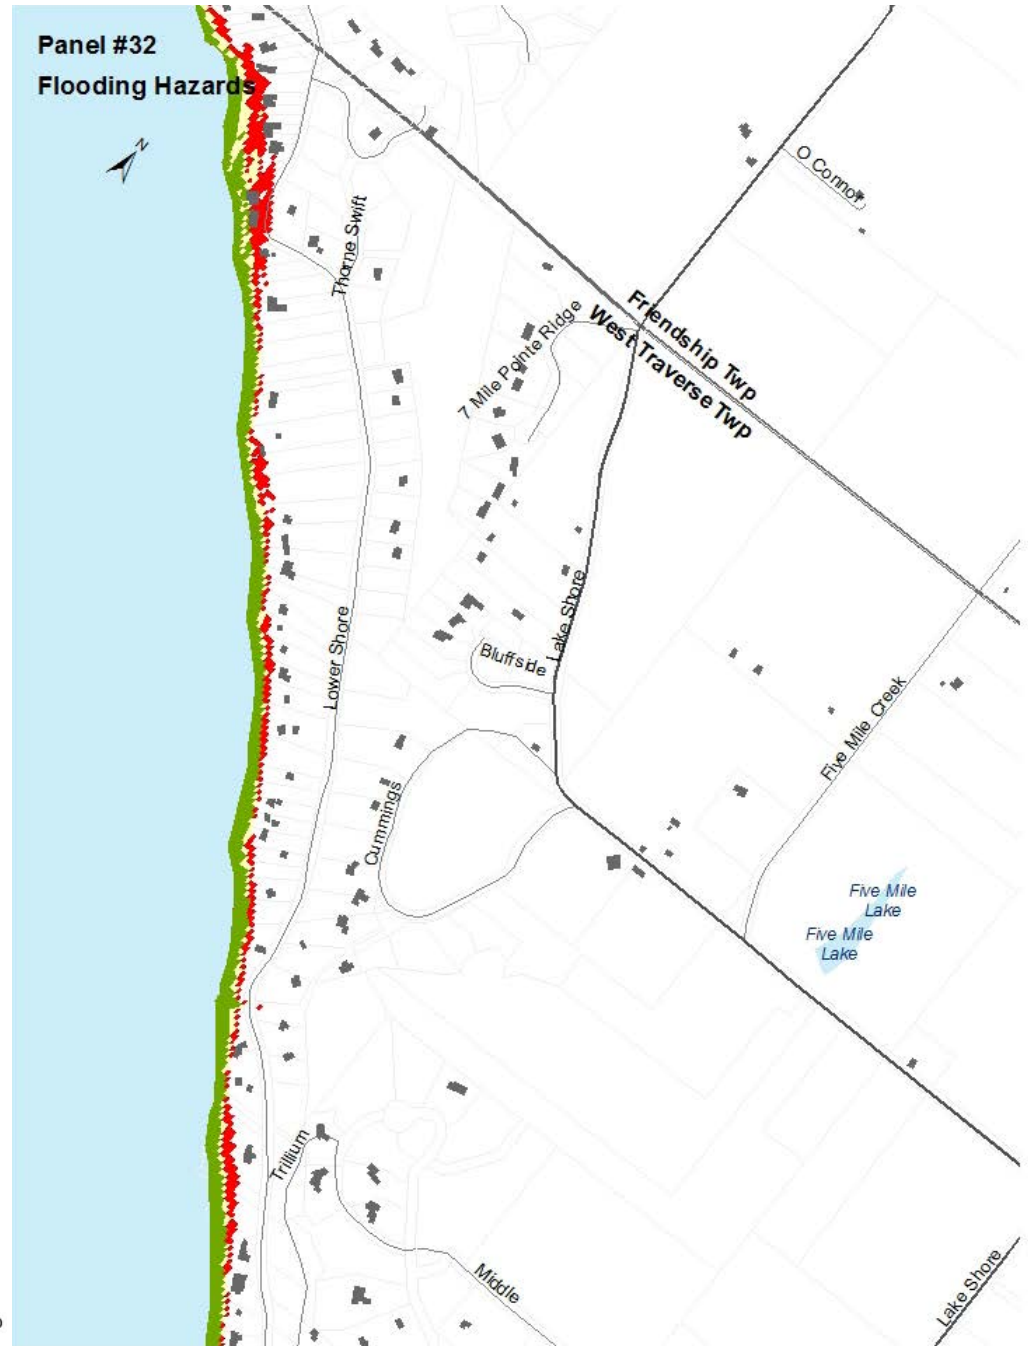 Panel #32
Flooding Hazards
N
O Connor
Thorne Swift
Friendship Twp
West Traverse Twp
7 Mile Pointe Ridge
Lake Shore
Lower Shore
Bluffside
Five Mile Creek
Cummings
Five Mile
Lake
Five Mile
Lake
Trillium
Middle
Lake Shore